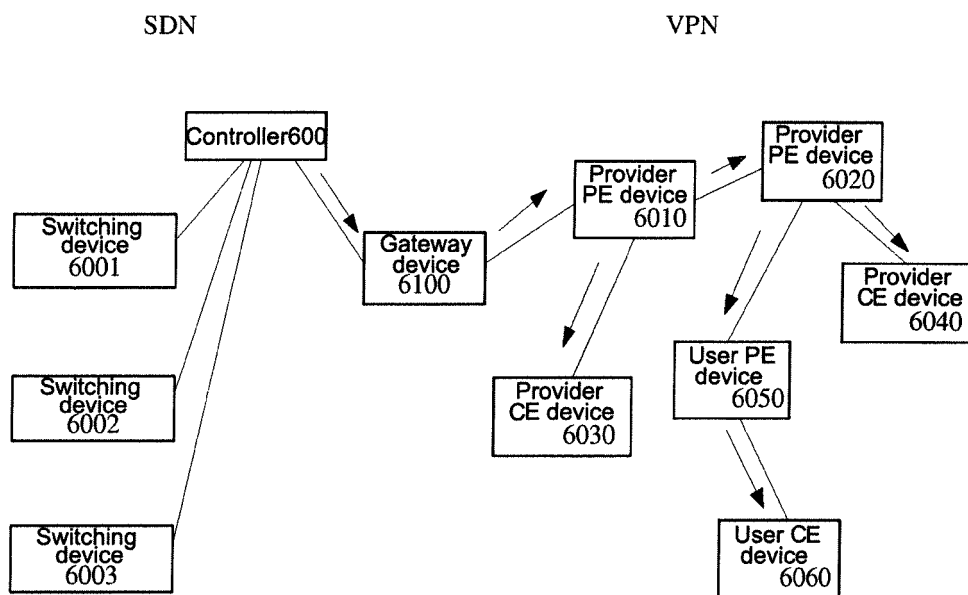 SDN
VPN
Controller600
Provider
PE device
6020
Provider
PE device
6010
Switching
device
6001
Gateway
device
6100
Provider
CE device
6040
User PE
device
6050
Switching
device
6002
Provider
CE device
6030
Switching
device
6003
User CE
device
6060